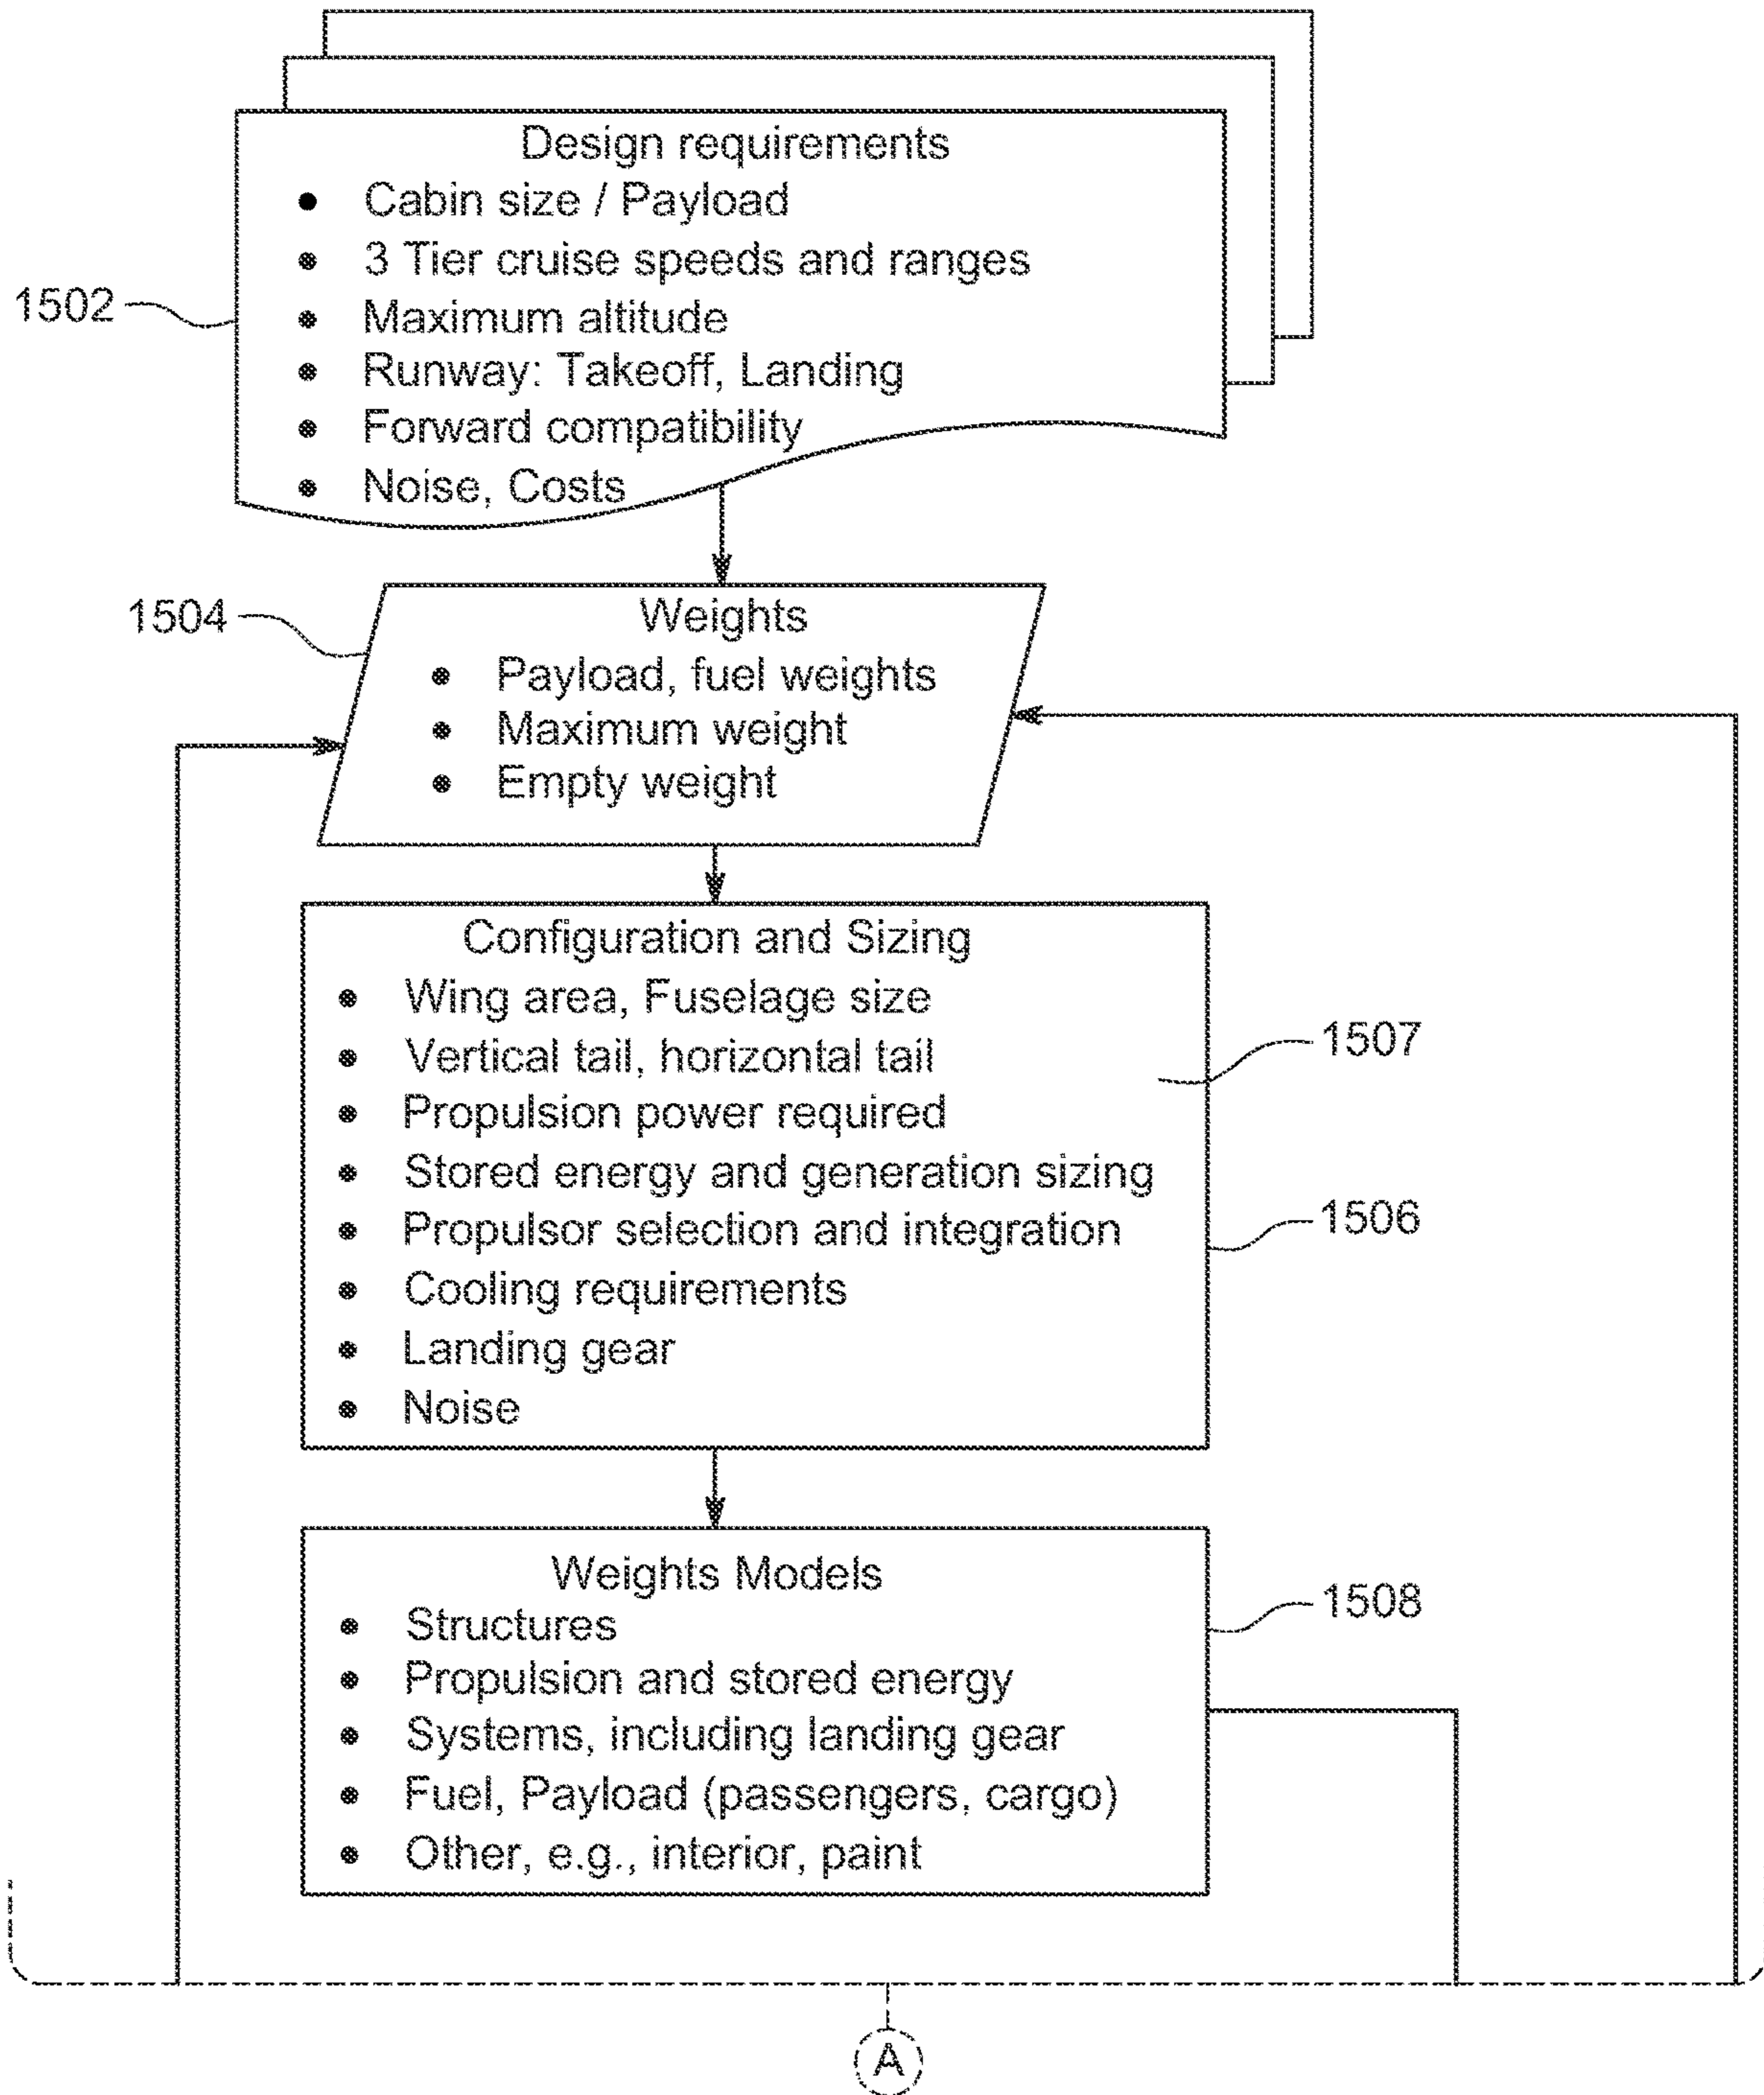 Design requirements
• Cabin size / Payload
• 3 Tier cruise speeds and ranges
1502
• Maximum altitude
• Runway: Takeoff, Landing
• Forward compatibility
• Noise, Costs
1504
Weights
• Payload, fuel weights
• Maximum weight
• Empty weight
Configuration and Sizing
• Wing area, Fuselage size
1507
• Vertical tail, horizontal tail
• Propulsion power required
• Stored energy and generation sizing
1506
• Propulsor selection and integration
• Cooling requirements
• Landing gear
• Noise
Weights Models
1508
• Structures
• Propulsion and stored energy
• Systems, including landing gear
• Fuel, Payload (passengers, cargo)
• Other, e.g., interior, paint
A